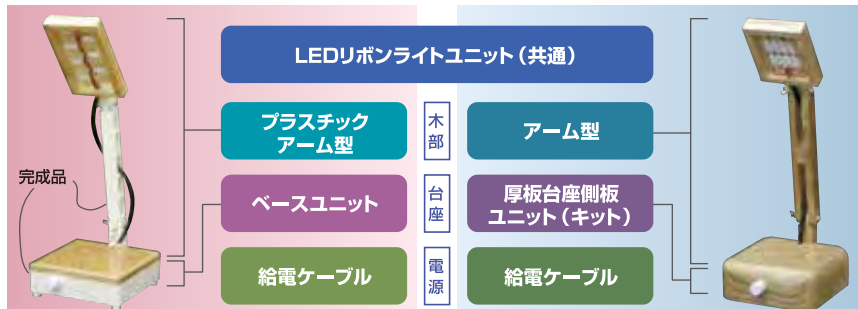 LEDリボンライトユニット（共通）
プラスチック
アーム型
木部
アーム型
完成品
ベースユニット
台座
厚板台座側板
ユニット（キット）
給電ケーブル
電源
給電ケーブル